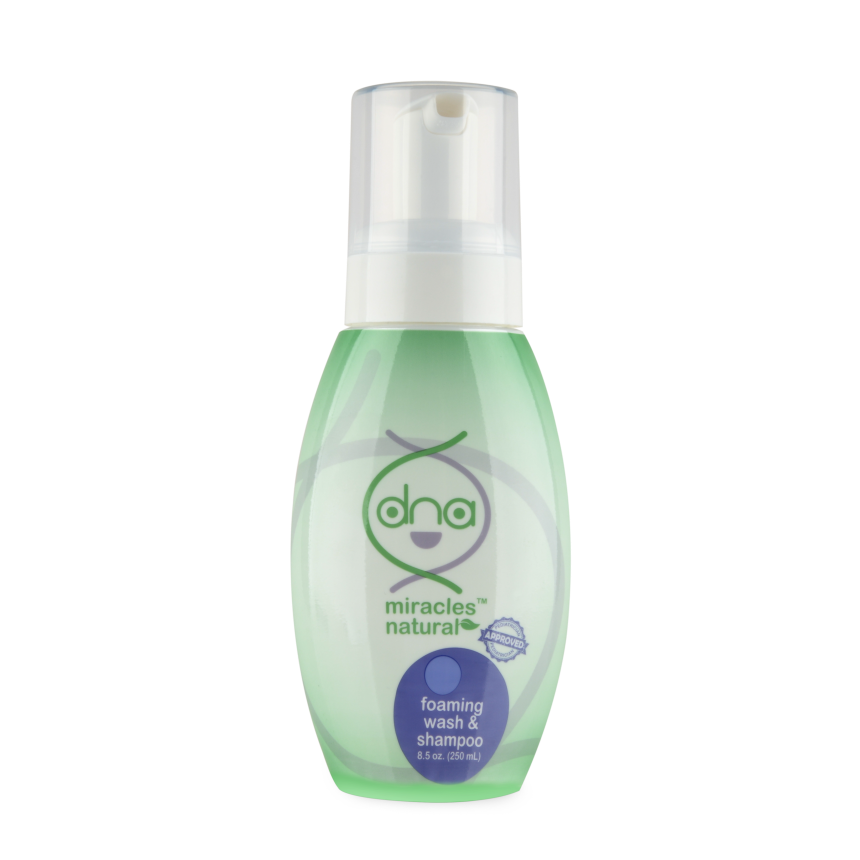 dna
miracles™
natural
APPROVED
foaming
wash &
shampoo
8.5 oz. (250 mL)